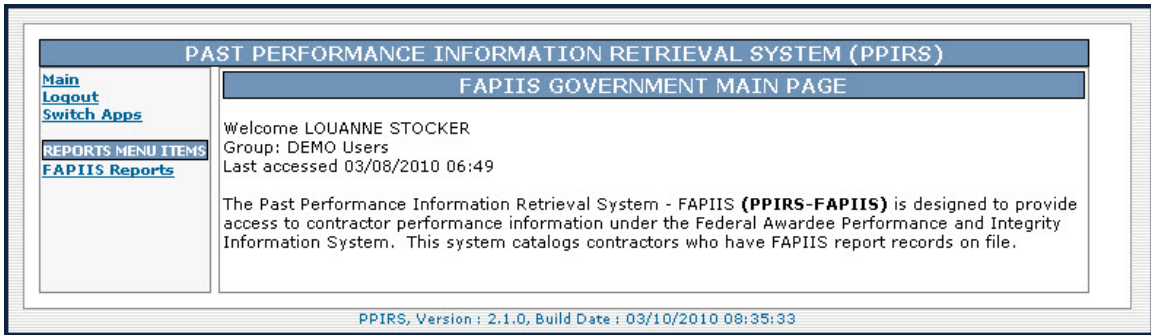 PAST PERFORMANCE INFORMATION RETRIEVAL SYSTEM (PPIRS)
Main
Logout
Switch Apps
REPORTS MENU ITEMS
FAPIIS Reports
FAPIIS GOVERNMENT MAIN PAGE
Welcome LOUANNE STOCKER
Group: DEMO Users
Last accessed 03/08/2010 06:49
The Past Performance Information Retrieval System - FAPIIS (PPIRS-FAPIIS) is designed to provide
access to contractor performance information under the Federal Awardee Performance and Integrity
Information System. This system catalogs contractors who have FAPIIS report records on file.
PPIRS, Version : 2.1.0, Build Date : 03/10/2010 08:35:33